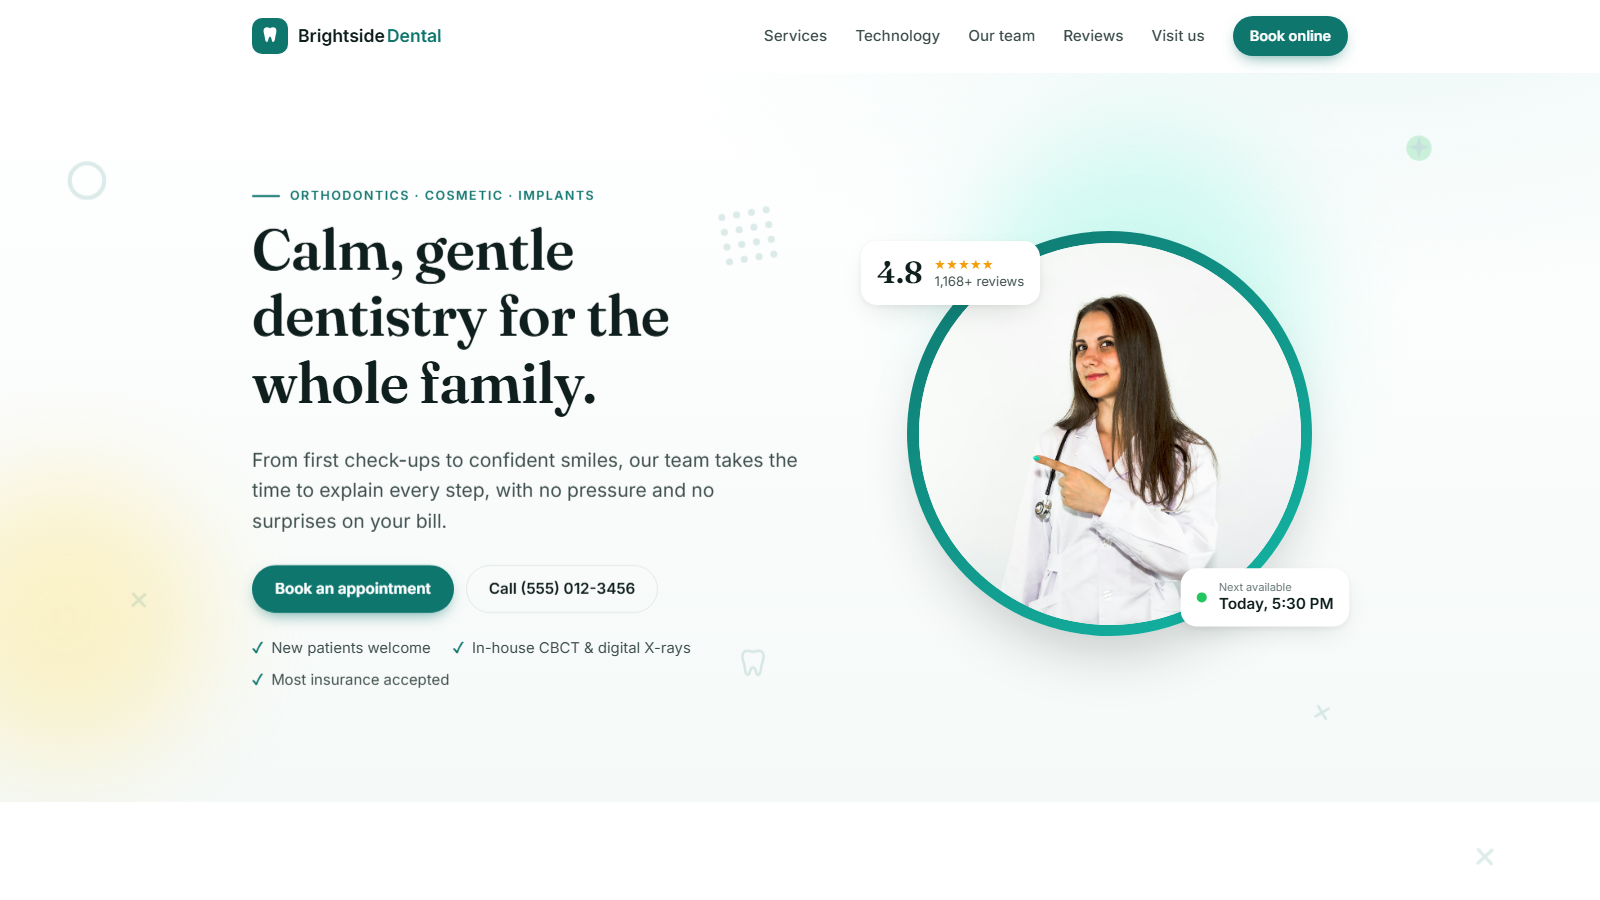 Brightside Dental
Services
Technology
Our team
Reviews
Visit us
Book online
ORTHODONTICS · COSMETIC · IMPLANTS
Calm, gentle
dentistry for the
whole family.
From first check-ups to confident smiles, our team takes the
time to explain every step, with no pressure and no
surprises on your bill.
Book an appointment
Call (555) 012-3456
✓ New patients welcome
✓ In-house CBCT & digital X-rays
✓ Most insurance accepted
4.8
★★★★★
1,168+ reviews
Next available
Today, 5:30 PM